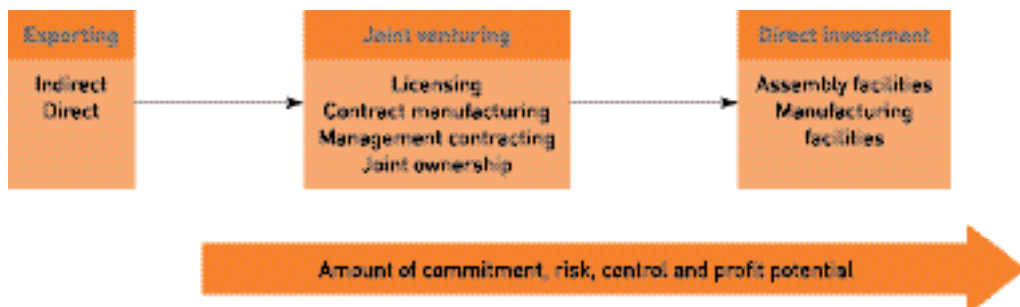 Exporting
Indirect
Direct
Joint venturing
Licensing
Contract manufacturing
Management contracting
Joint ownership
Direct investment
Assembly facilities
Manufacturing
facilities
Amount of commitment, risk, control and profit potential